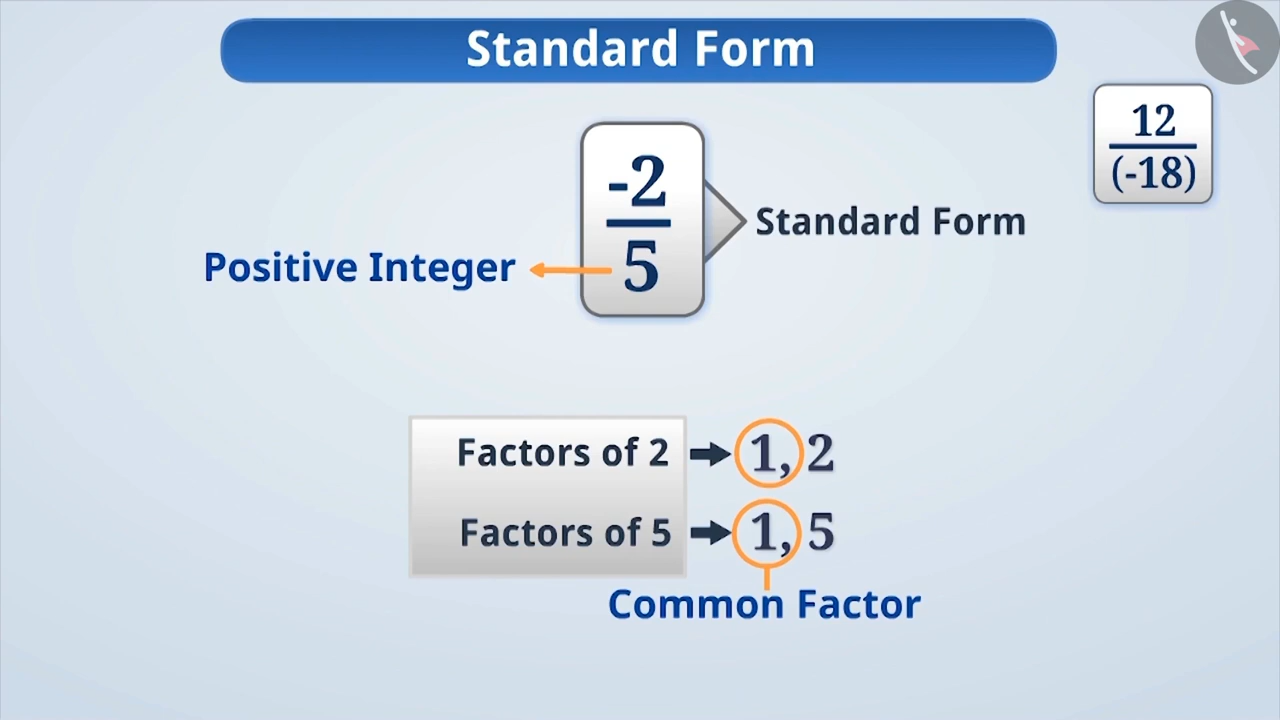 Standard Form
12
(-18)
-2
5
Standard Form
Positive Integer
Factors of 2 → 1, 2
Factors of 5 → 1, 5
Common Factor